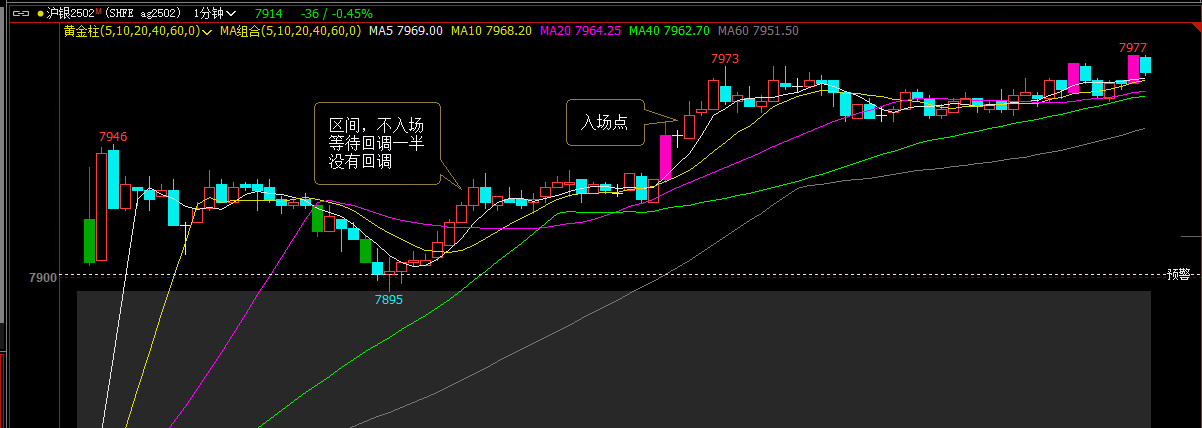 沪银2502M (SHFE ag2502) 1分钟 7914 -36 / -0.45%
黄金柱(5,10,20,40,60,0) MA组合(5,10,20,40,60,0) MA5 7969.00 MA10 7968.20 MA20 7964.25 MA40 7962.70 MA60 7951.50
7977
7973
区间，不入场
等待回调一半
没有回调
入场点
7946
7900
预警
7895